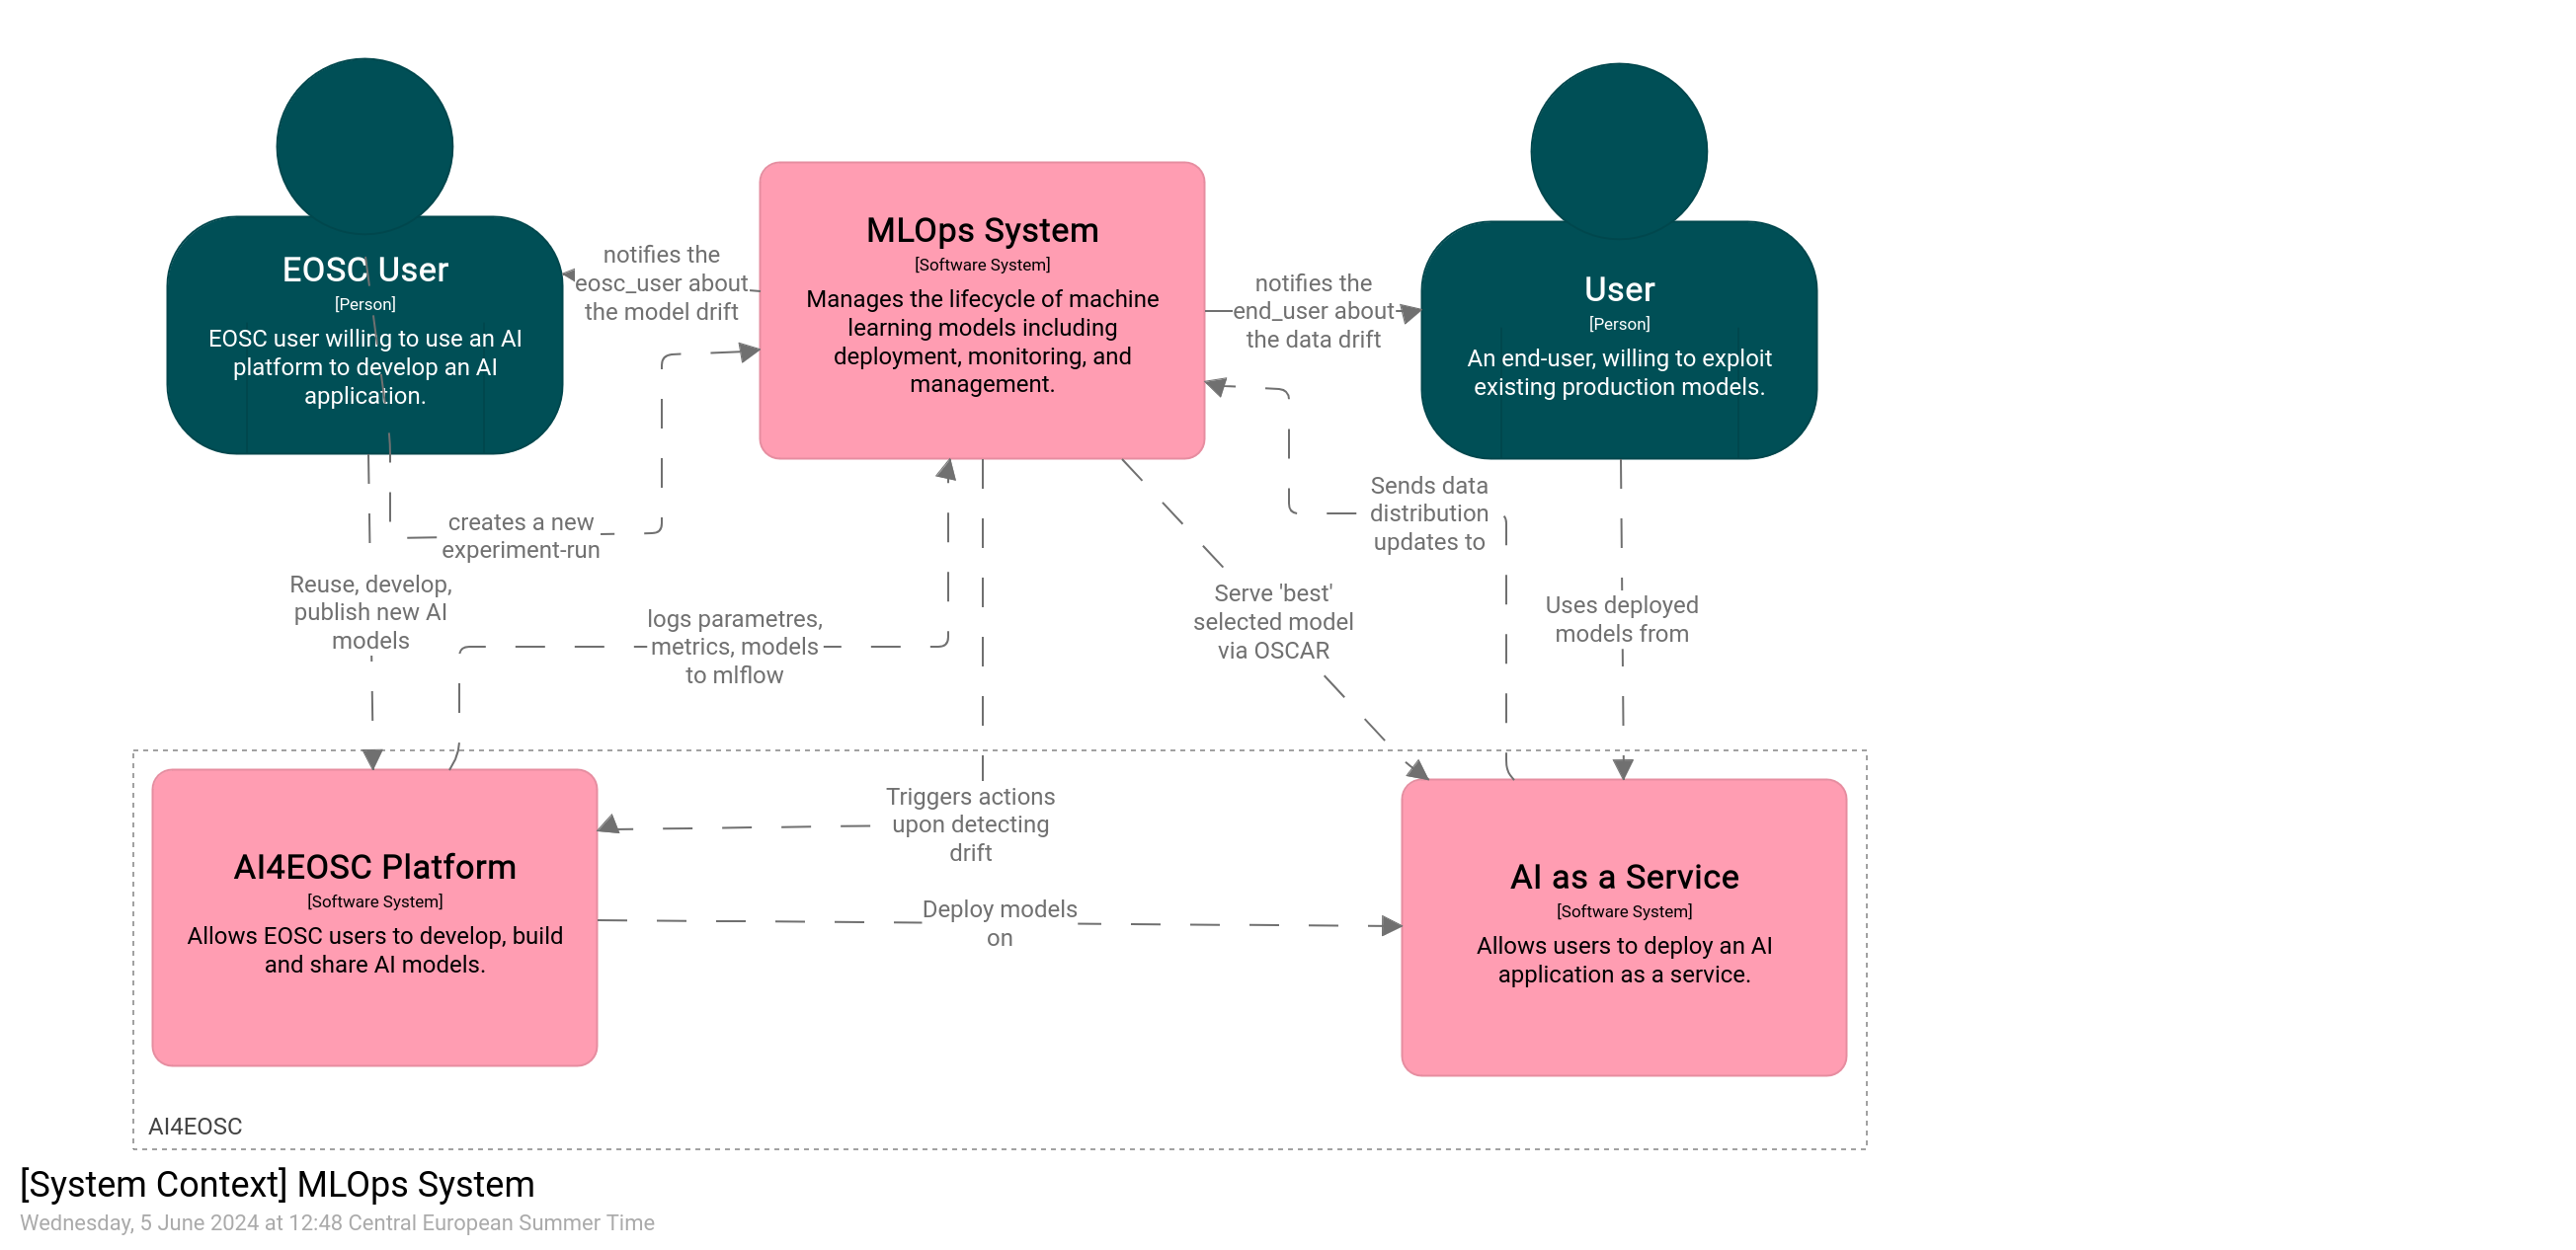 EOSC User
[Person]
EOSC user willing to use an AI
platform to develop an AI
application.
notifies the
eosc_user about
the model drift
MLOps System
[Software System]
Manages the lifecycle of machine
learning models including
deployment, monitoring, and
management.
notifies the
end_user about
the data drift
User
[Person]
An end-user, willing to exploit
existing production models.
creates a new
experiment-run
Sends data
distribution
updates to
Reuse, develop,
publish new AI
models
logs parametres,
metrics, models
to mlflow
Serve 'best'
selected model
via OSCAR
Uses deployed
models from
Triggers actions
upon detecting
drift
AI4EOSC Platform
[Software System]
Allows EOSC users to develop, build
and share AI models.
Deploy models
on
AI as a Service
[Software System]
Allows users to deploy an AI
application as a service.
AI4EOSC
[System Context] MLOps System
Wednesday, 5 June 2024 at 12:48 Central European Summer Time